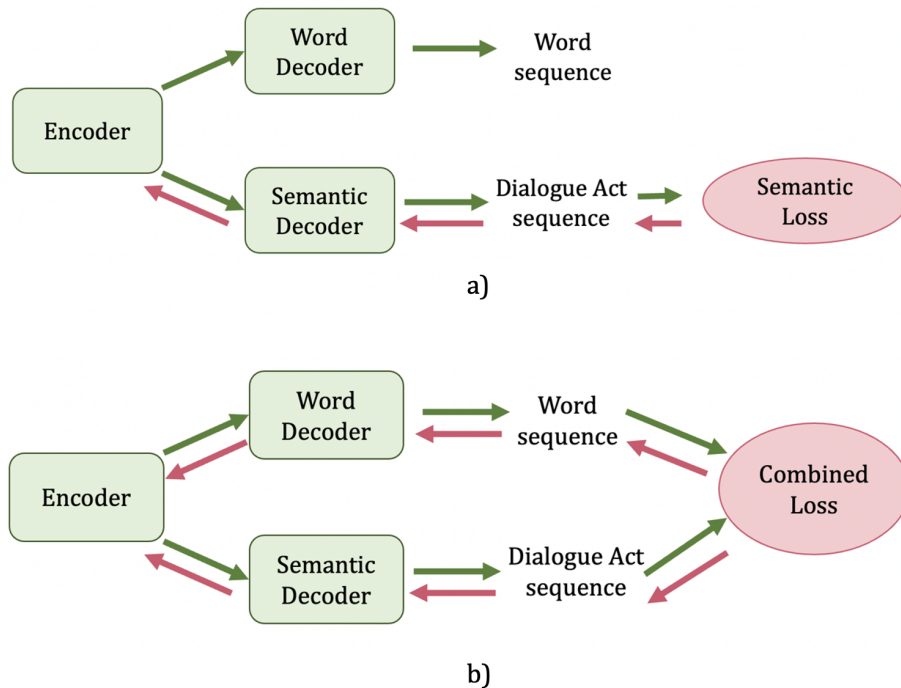 Encoder
Word
Decoder
Word
sequence
Semantic
Decoder
Dialogue Act
sequence
Semantic
Loss
a)
Encoder
Word
Decoder
Word
sequence
Semantic
Decoder
Dialogue Act
sequence
Combined
Loss
b)